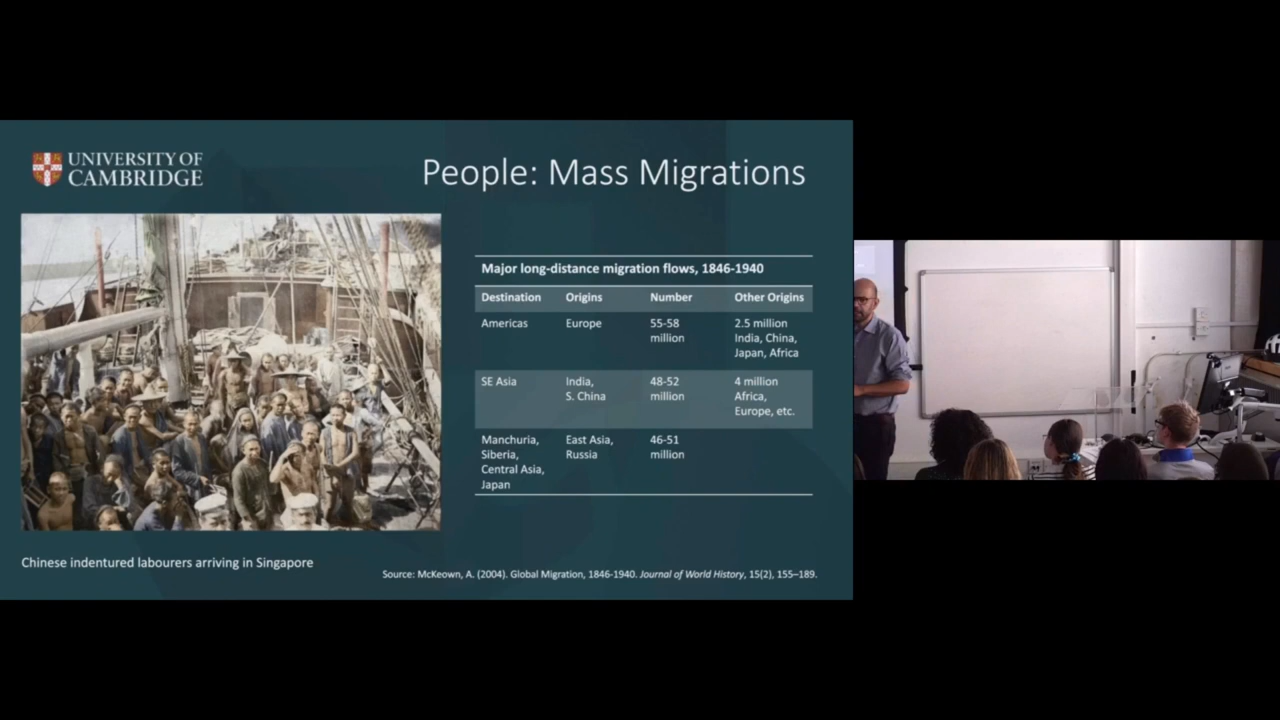 UNIVERSITY OF
CAMBRIDGE
People: Mass Migrations
Major long-distance migration flows, 1846-1940
Destination Origins Number Other Origins
Americas Europe 55-58 million 2.5 million India, China, Japan, Africa
SE Asia India, S. China 48-52 million 4 million Africa, Europe, etc.
Manchuria, Siberia, Central Asia, Japan East Asia, Russia 46-51 million
Chinese indentured labourers arriving in Singapore
Source: McKeown, A. (2004). Global Migration, 1846-1940. Journal of World History, 15(2), 155–189.